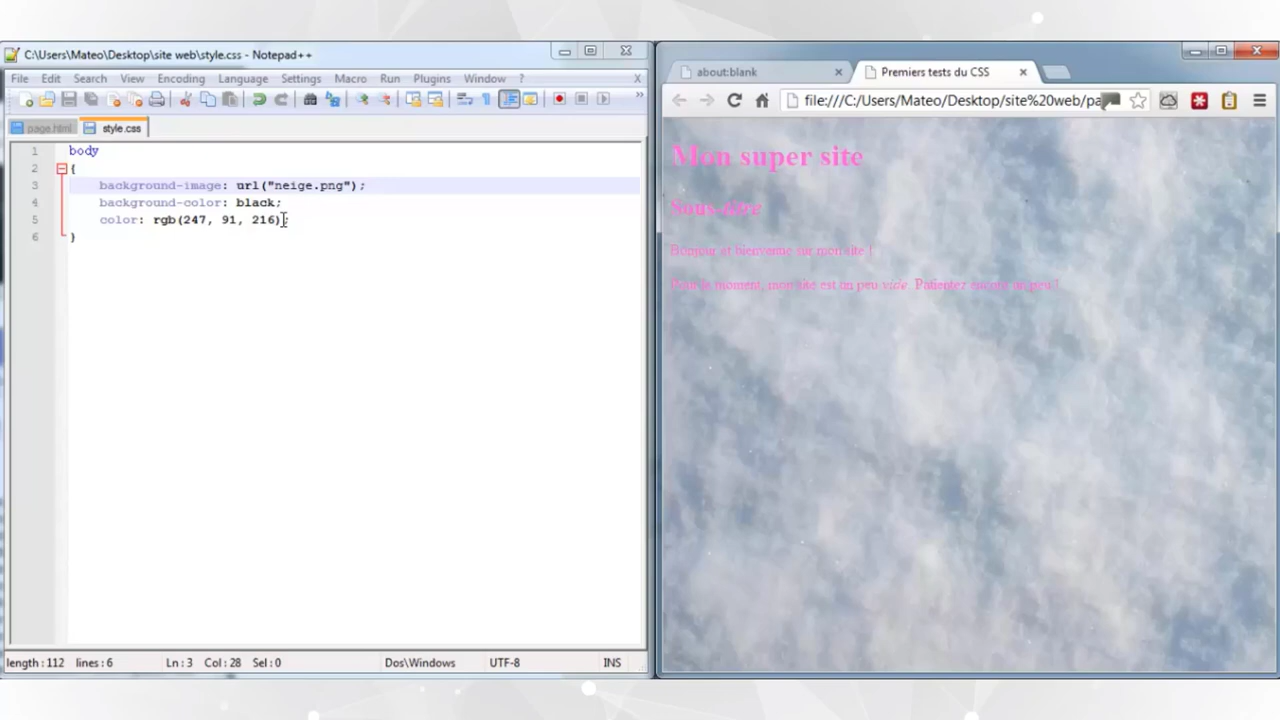 C:\Users\Mateo\Desktop\site web\style.css - Notepad++
File Edit Search View Encoding Language Settings Macro Run Plugins Window ? X
page.html style.css
1 body
2 {
3 background-image: url("neige.png");
4 background-color: black;
5 color: rgb(247, 91, 216)
6 }
length : 112 lines : 6 Ln : 3 Col : 28 Sel : 0 Dos\Windows UTF-8 INS
about:blank Premiers tests du CSS
file:///C:/Users/Mateo/Desktop/site%20web/pa
Mon super site
Sous-titre
Bonjour et bienvenue sur mon site !
Pour le moment, mon site est un peu vide. Patientez encore un peu !